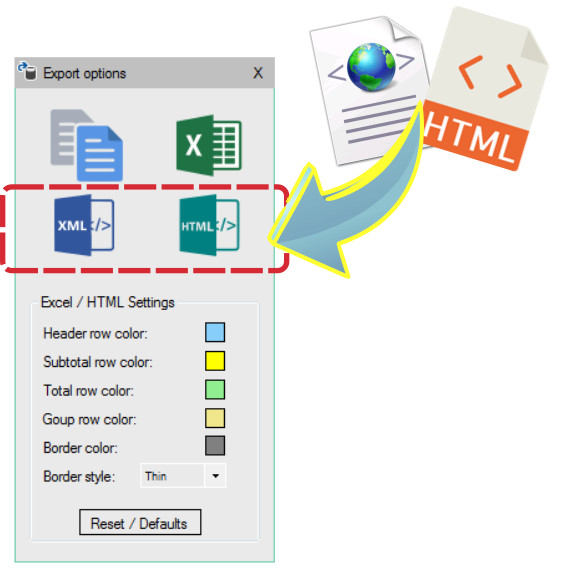 Export options X
X
XML </>
HTML </>
< >
< >
HTML
Excel / HTML Settings
Header row color:
Subtotal row color:
Total row color:
Goup row color:
Border color:
Border style: Thin
Reset / Defaults